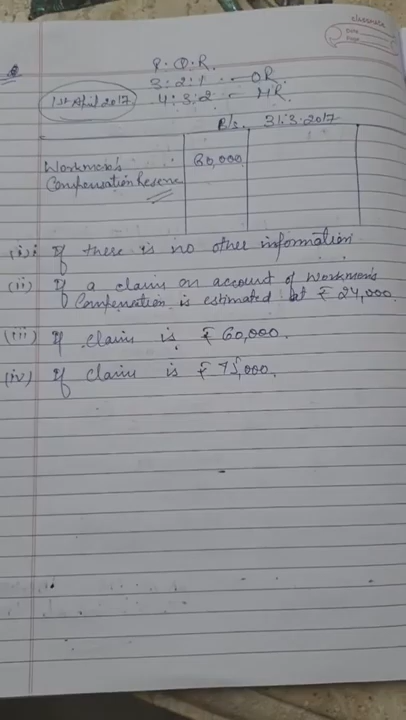 classmate
Date
Page
P. Q. R.
3:2:1 -- OR
1st April 2017
4:3:2 - NR
B/s. 31.3.2017
Workmen's 60,000
Compensation Reserve
(i) If there is no other information
(ii) If a claim on account of workmen's
Compensation is estimated at ₹ 24,000.
(iii) If claim is ₹ 60,000.
(iv) If claim is ₹ 75,000.